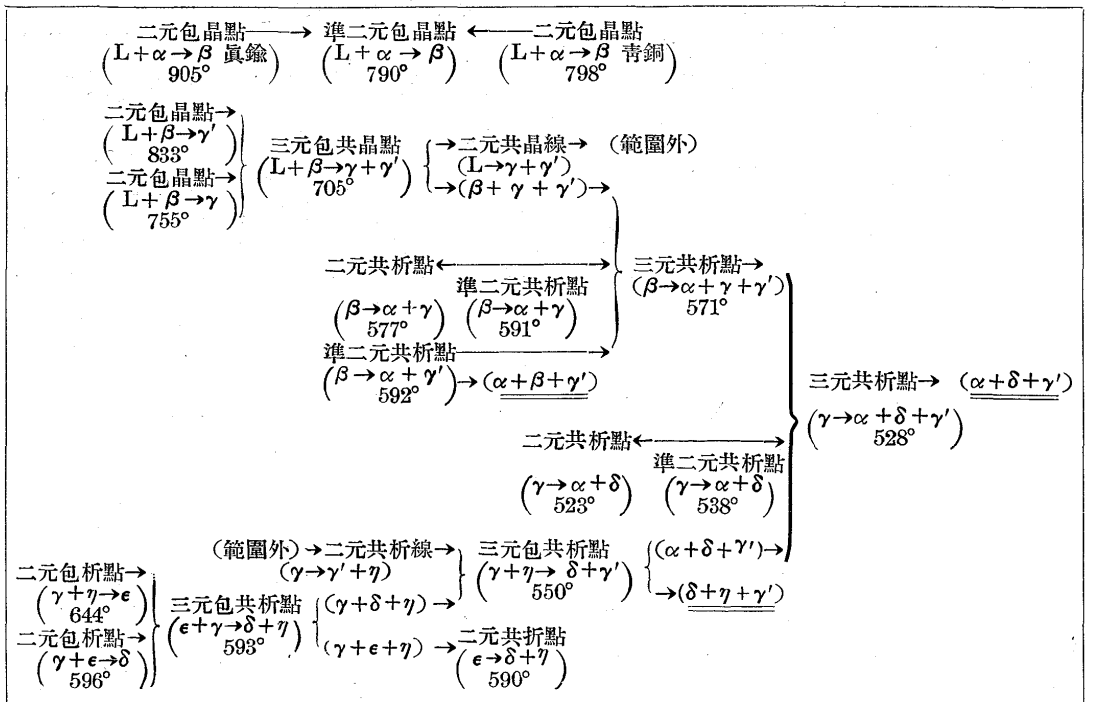 二元包晶點──→ 準二元包晶點 ←──二元包晶點
(L+α→β 眞鍮) (L+α→β) (L+α→β 靑銅)
905° 790° 798°
二元包晶點→
(L+β→γ′)
833°
二元包晶點→
(L+β→γ)
755°
三元包共晶點
(L+β→γ+γ′)
705°
→二元共晶線→ (範圍外)
(L→γ+γ′)
→(β+γ+γ′)→
二元共析點←──→
準二元共析點
(β→α+γ) (β→α+γ)
577° 591°
準二元共析點──→
(β→α+γ′)→(α+β+γ′)
592°
三元共析點→
(β→α+γ+γ′)
571°
二元共析點←──→
準二元共析點
(γ→α+δ) (γ→α+δ)
523° 538°
三元共析點→ (α+δ+γ′)
(γ→α+δ+γ′)
528°
(範圍外)→二元共析線→
(γ→γ′+η)
二元包析點→
(γ+η→ϵ)
644°
二元包析點→
(γ+ϵ→δ)
596°
三元包共析點
(ϵ+γ→δ+η)
593°
(γ+δ+η)→
(γ+ϵ+η)→二元共折點
(ϵ→δ+η)
590°
三元包共析點
(γ+η→δ+γ′)
550°
(α+δ+γ′)→
→(δ+η+γ′)